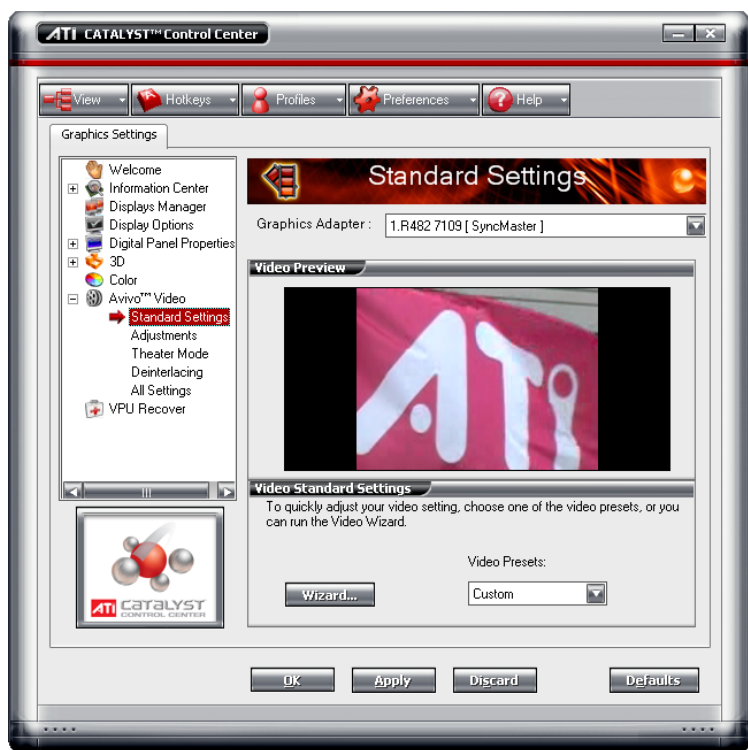 ATI CATALYST™ Control Center
View
Hotkeys
Profiles
Preferences
Help
Graphics Settings
Welcome
Information Center
Displays Manager
Display Options
Digital Panel Properties
3D
Color
Avivo™ Video
Standard Settings
Adjustments
Theater Mode
Deinterlacing
All Settings
VPU Recover
ATI CATALYST
CONTROL CENTER
Standard Settings
Graphics Adapter :
1.R482 7109 [ SyncMaster ]
Video Preview
ATI
Video Standard Settings
To quickly adjust your video setting, choose one of the video presets, or you
can run the Video Wizard.
Video Presets:
Wizard...
Custom
OK
Apply
Discard
Defaults